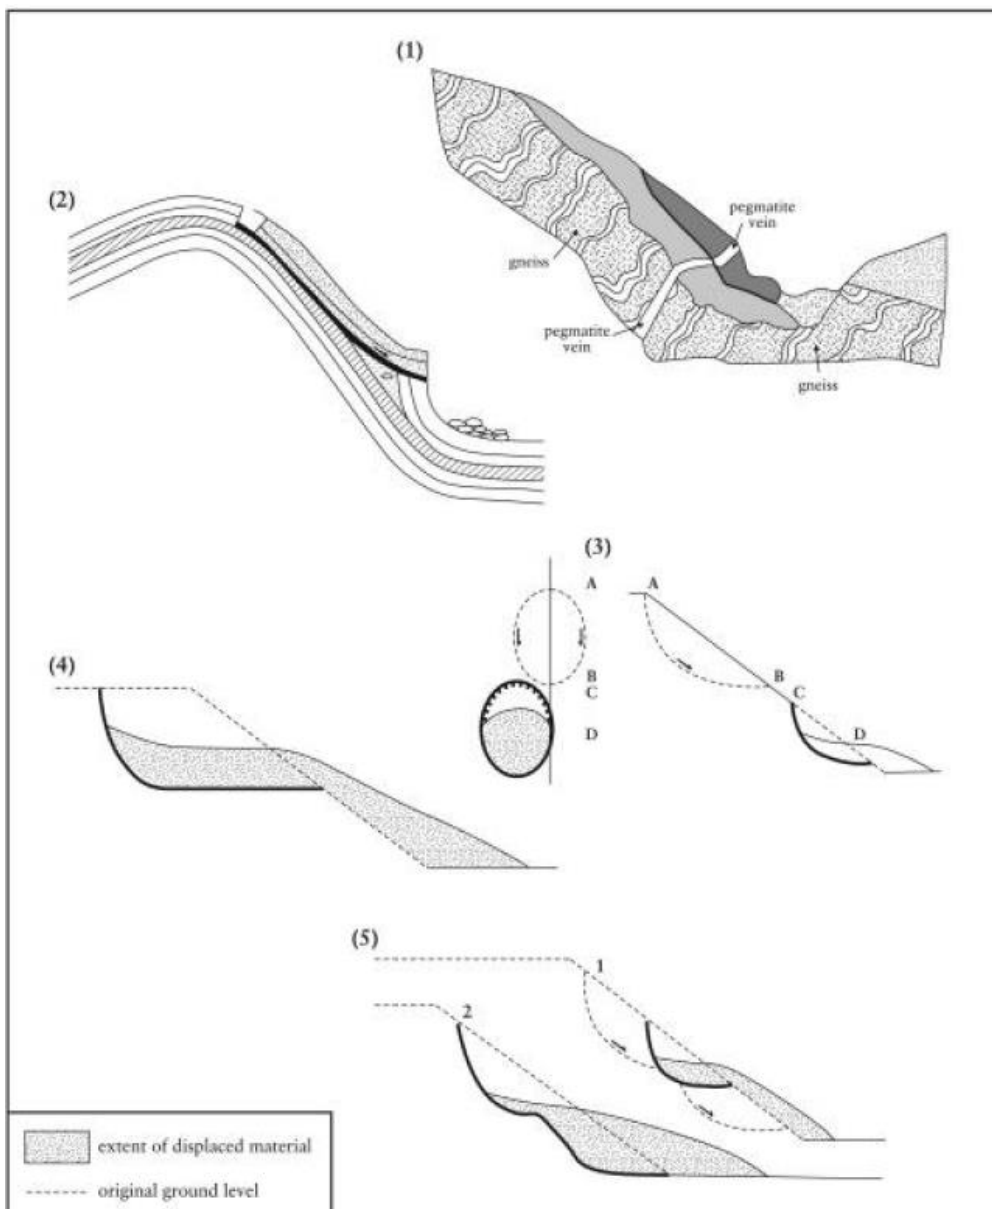 (1)
pegmatite
vein
gneiss
pegmatite
vein
gneiss
(2)
(3)
A
B
C
D
A
B
C
D
(4)
(5)
1
2
extent of displaced material
original ground level